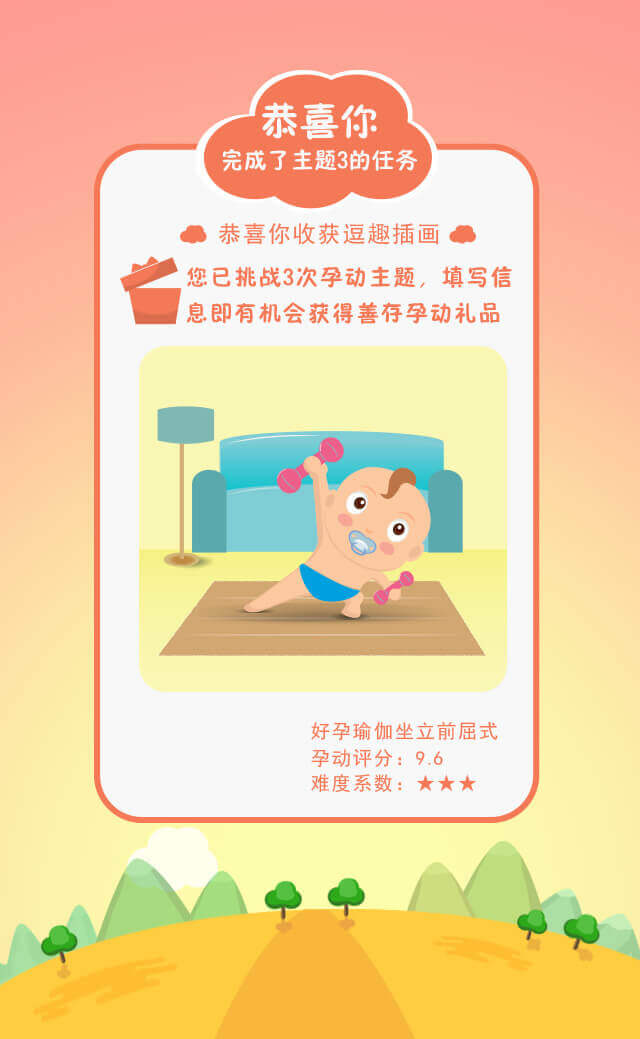 恭喜你
完成了主题3的任务
恭喜你收获逗趣插画
您已挑战3次孕动主题，填写信
息即有机会获得善存孕动礼品
好孕瑜伽坐立前屈式
孕动评分：9.6
难度系数：★★★